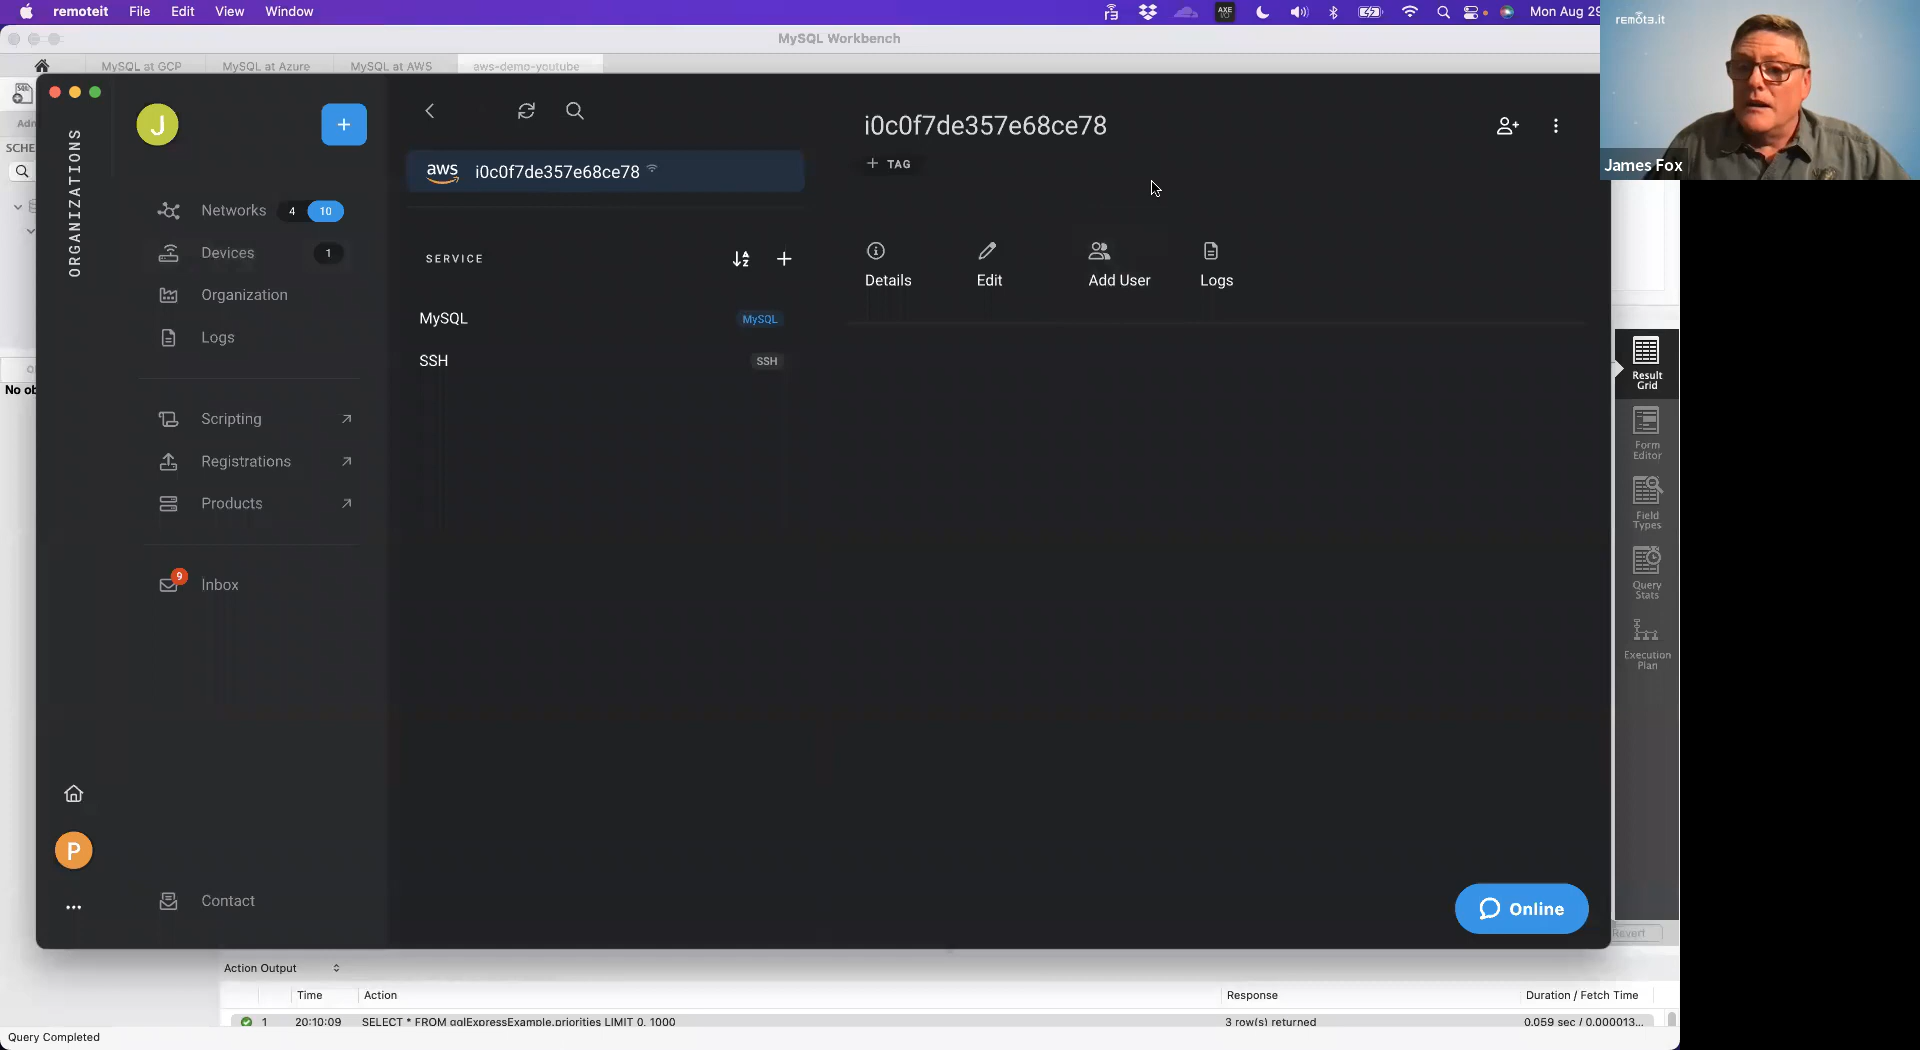 remoteit File Edit View Window
AXE
I/O
Mon Aug 29
MySQL Workbench
MySQL at GCP MySQL at Azure MySQL at AWS aws-demo-youtube
remote.it
James Fox
Adm
SCHE
No ob
ORGANIZATIONS
J
+
Networks 4 10
Devices 1
Organization
Logs
Scripting
Registrations
Products
9
Inbox
P
Contact
aws i0c0f7de357e68ce78
SERVICE
MySQL MySQL
SSH SSH
i0c0f7de357e68ce78
+ TAG
Details Edit Add User Logs
Online
Result
Grid
Form
Editor
Field
Types
Query
Stats
Execution
Plan
Revert
Action Output
Time Action Response Duration / Fetch Time
1 20:10:09 SELECT * FROM gqlExpressExample.priorities LIMIT 0, 1000 3 row(s) returned 0.059 sec / 0.000013...
Query Completed